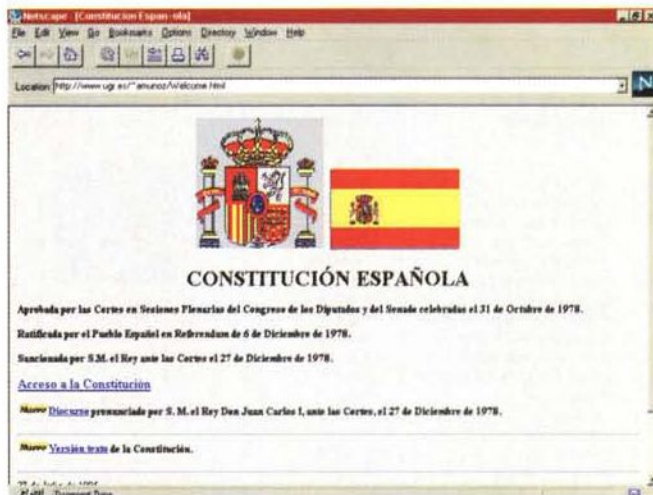 Netscape - [Constitucion Espan~ola]
File Edit View Go Bookmarks Options Directory Window Help
Location: http://www.ugr.es/~amunoz/Welcome.html
N
CONSTITUCIÓN ESPAÑOLA
Aprobada por las Cortes en Sesiones Plenarias del Congreso de los Diputados y del Senado celebradas el 31 de Octubre de 1978.
Ratificada por el Pueblo Español en Referendum de 6 de Diciembre de 1978.
Sancionada por S.M. el Rey ante las Cortes el 27 de Diciembre de 1978.
Acceso a la Constitución
Nuevo Discurso pronunciado por S. M. el Rey Don Juan Carlos I, ante las Cortes, el 27 de Diciembre de 1978.
Nuevo Versión texto de la Constitución.
Document: Done